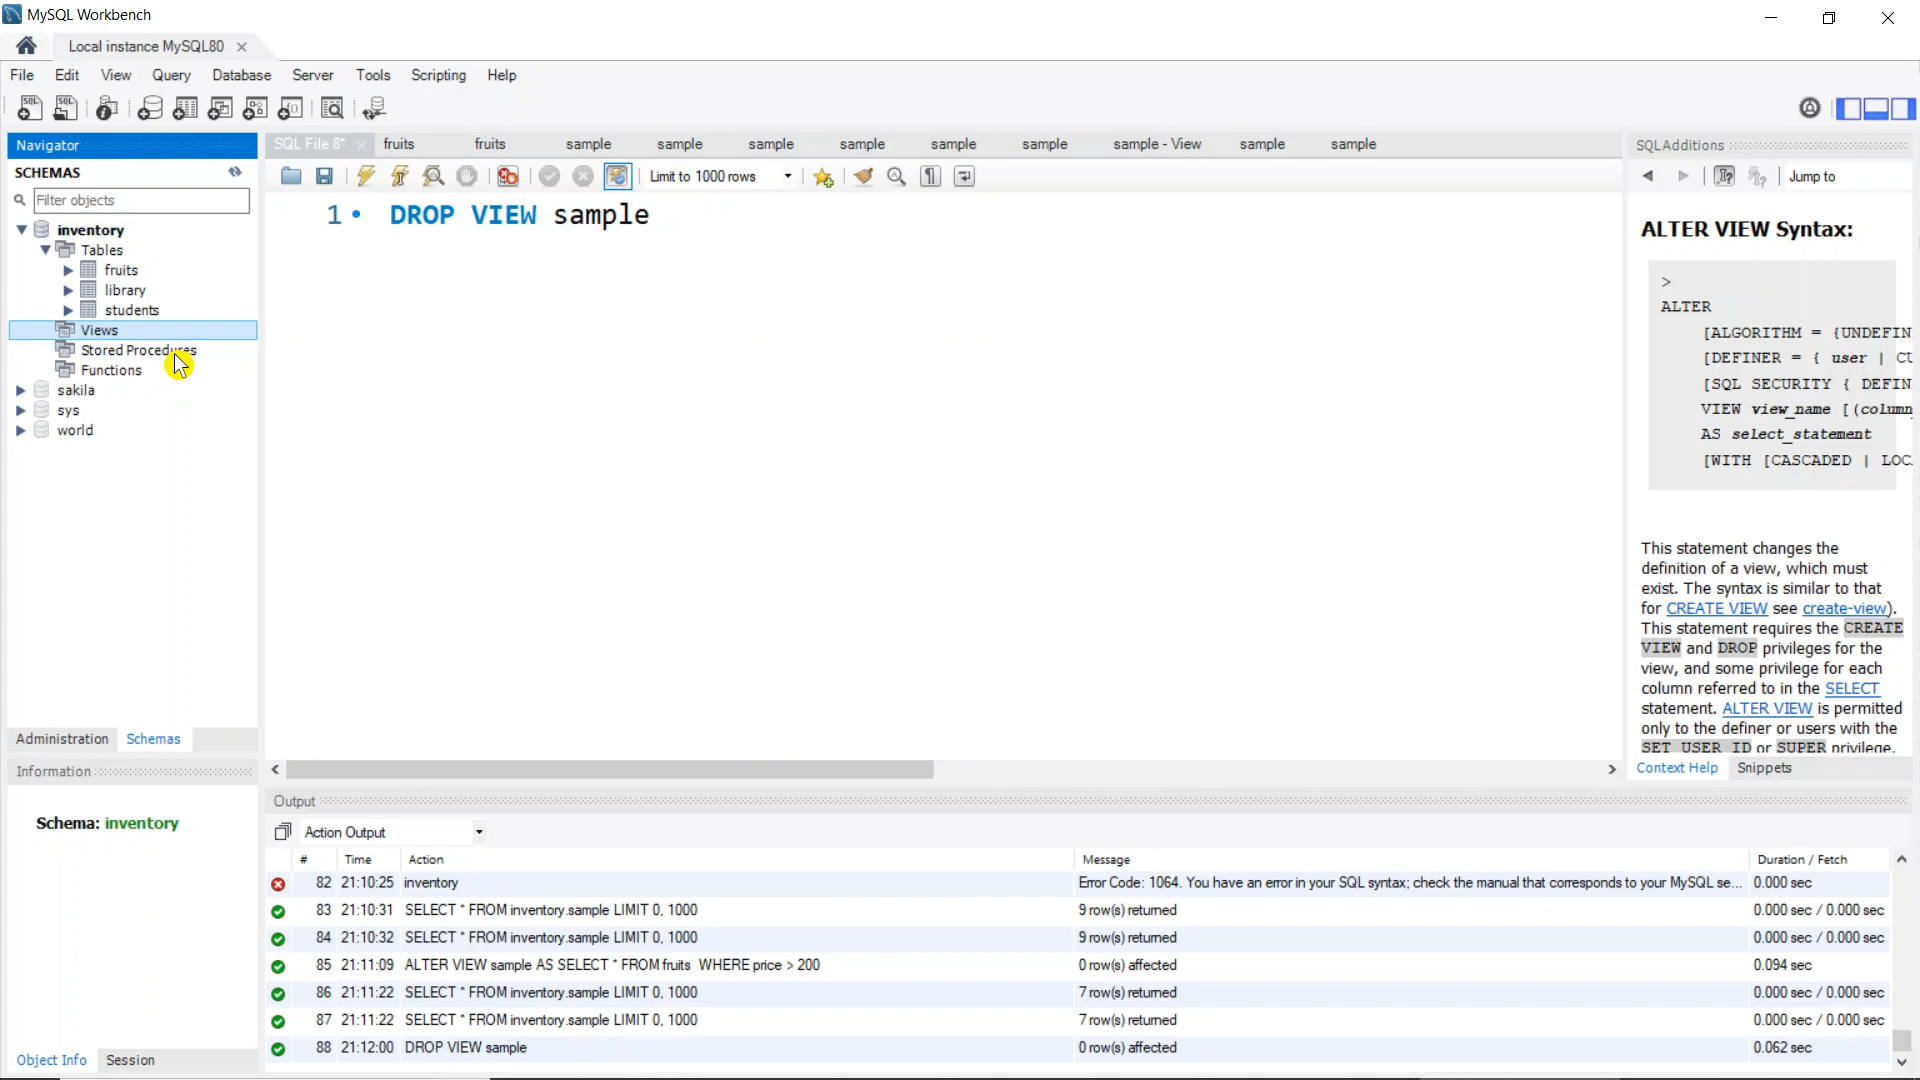 MySQL Workbench
Local instance MySQL80
File Edit View Query Database Server Tools Scripting Help
Navigator
SCHEMAS
Filter objects
inventory
Tables
fruits
library
students
Views
Stored Procedures
Functions
sakila
sys
world
Administration Schemas
Information
Schema: inventory
Object Info Session
SQL File 8* fruits fruits sample sample sample sample sample sample sample - View sample sample
Limit to 1000 rows
1 DROP VIEW sample
Output
Action Output
# Time Action Message Duration / Fetch
82 21:10:25 inventory Error Code: 1064. You have an error in your SQL syntax; check the manual that corresponds to your MySQL se... 0.000 sec
83 21:10:31 SELECT * FROM inventory.sample LIMIT 0, 1000 9 row(s) returned 0.000 sec / 0.000 sec
84 21:10:32 SELECT * FROM inventory.sample LIMIT 0, 1000 9 row(s) returned 0.000 sec / 0.000 sec
85 21:11:09 ALTER VIEW sample AS SELECT * FROM fruits WHERE price > 200 0 row(s) affected 0.094 sec
86 21:11:22 SELECT * FROM inventory.sample LIMIT 0, 1000 7 row(s) returned 0.000 sec / 0.000 sec
87 21:11:22 SELECT * FROM inventory.sample LIMIT 0, 1000 7 row(s) returned 0.000 sec / 0.000 sec
88 21:12:00 DROP VIEW sample 0 row(s) affected 0.062 sec
SQLAdditions
Jump to
ALTER VIEW Syntax:
>
ALTER
[ALGORITHM = {UNDEFIN
[DEFINER = { user | CU
[SQL SECURITY { DEFIN
VIEW view_name [(column
AS select_statement
[WITH [CASCADED | LOC
This statement changes the
definition of a view, which must
exist. The syntax is similar to that
for CREATE VIEW see create-view).
This statement requires the CREATE
VIEW and DROP privileges for the
view, and some privilege for each
column referred to in the SELECT
statement. ALTER VIEW is permitted
only to the definer or users with the
SET_USER_ID or SUPER privilege.
Context Help Snippets